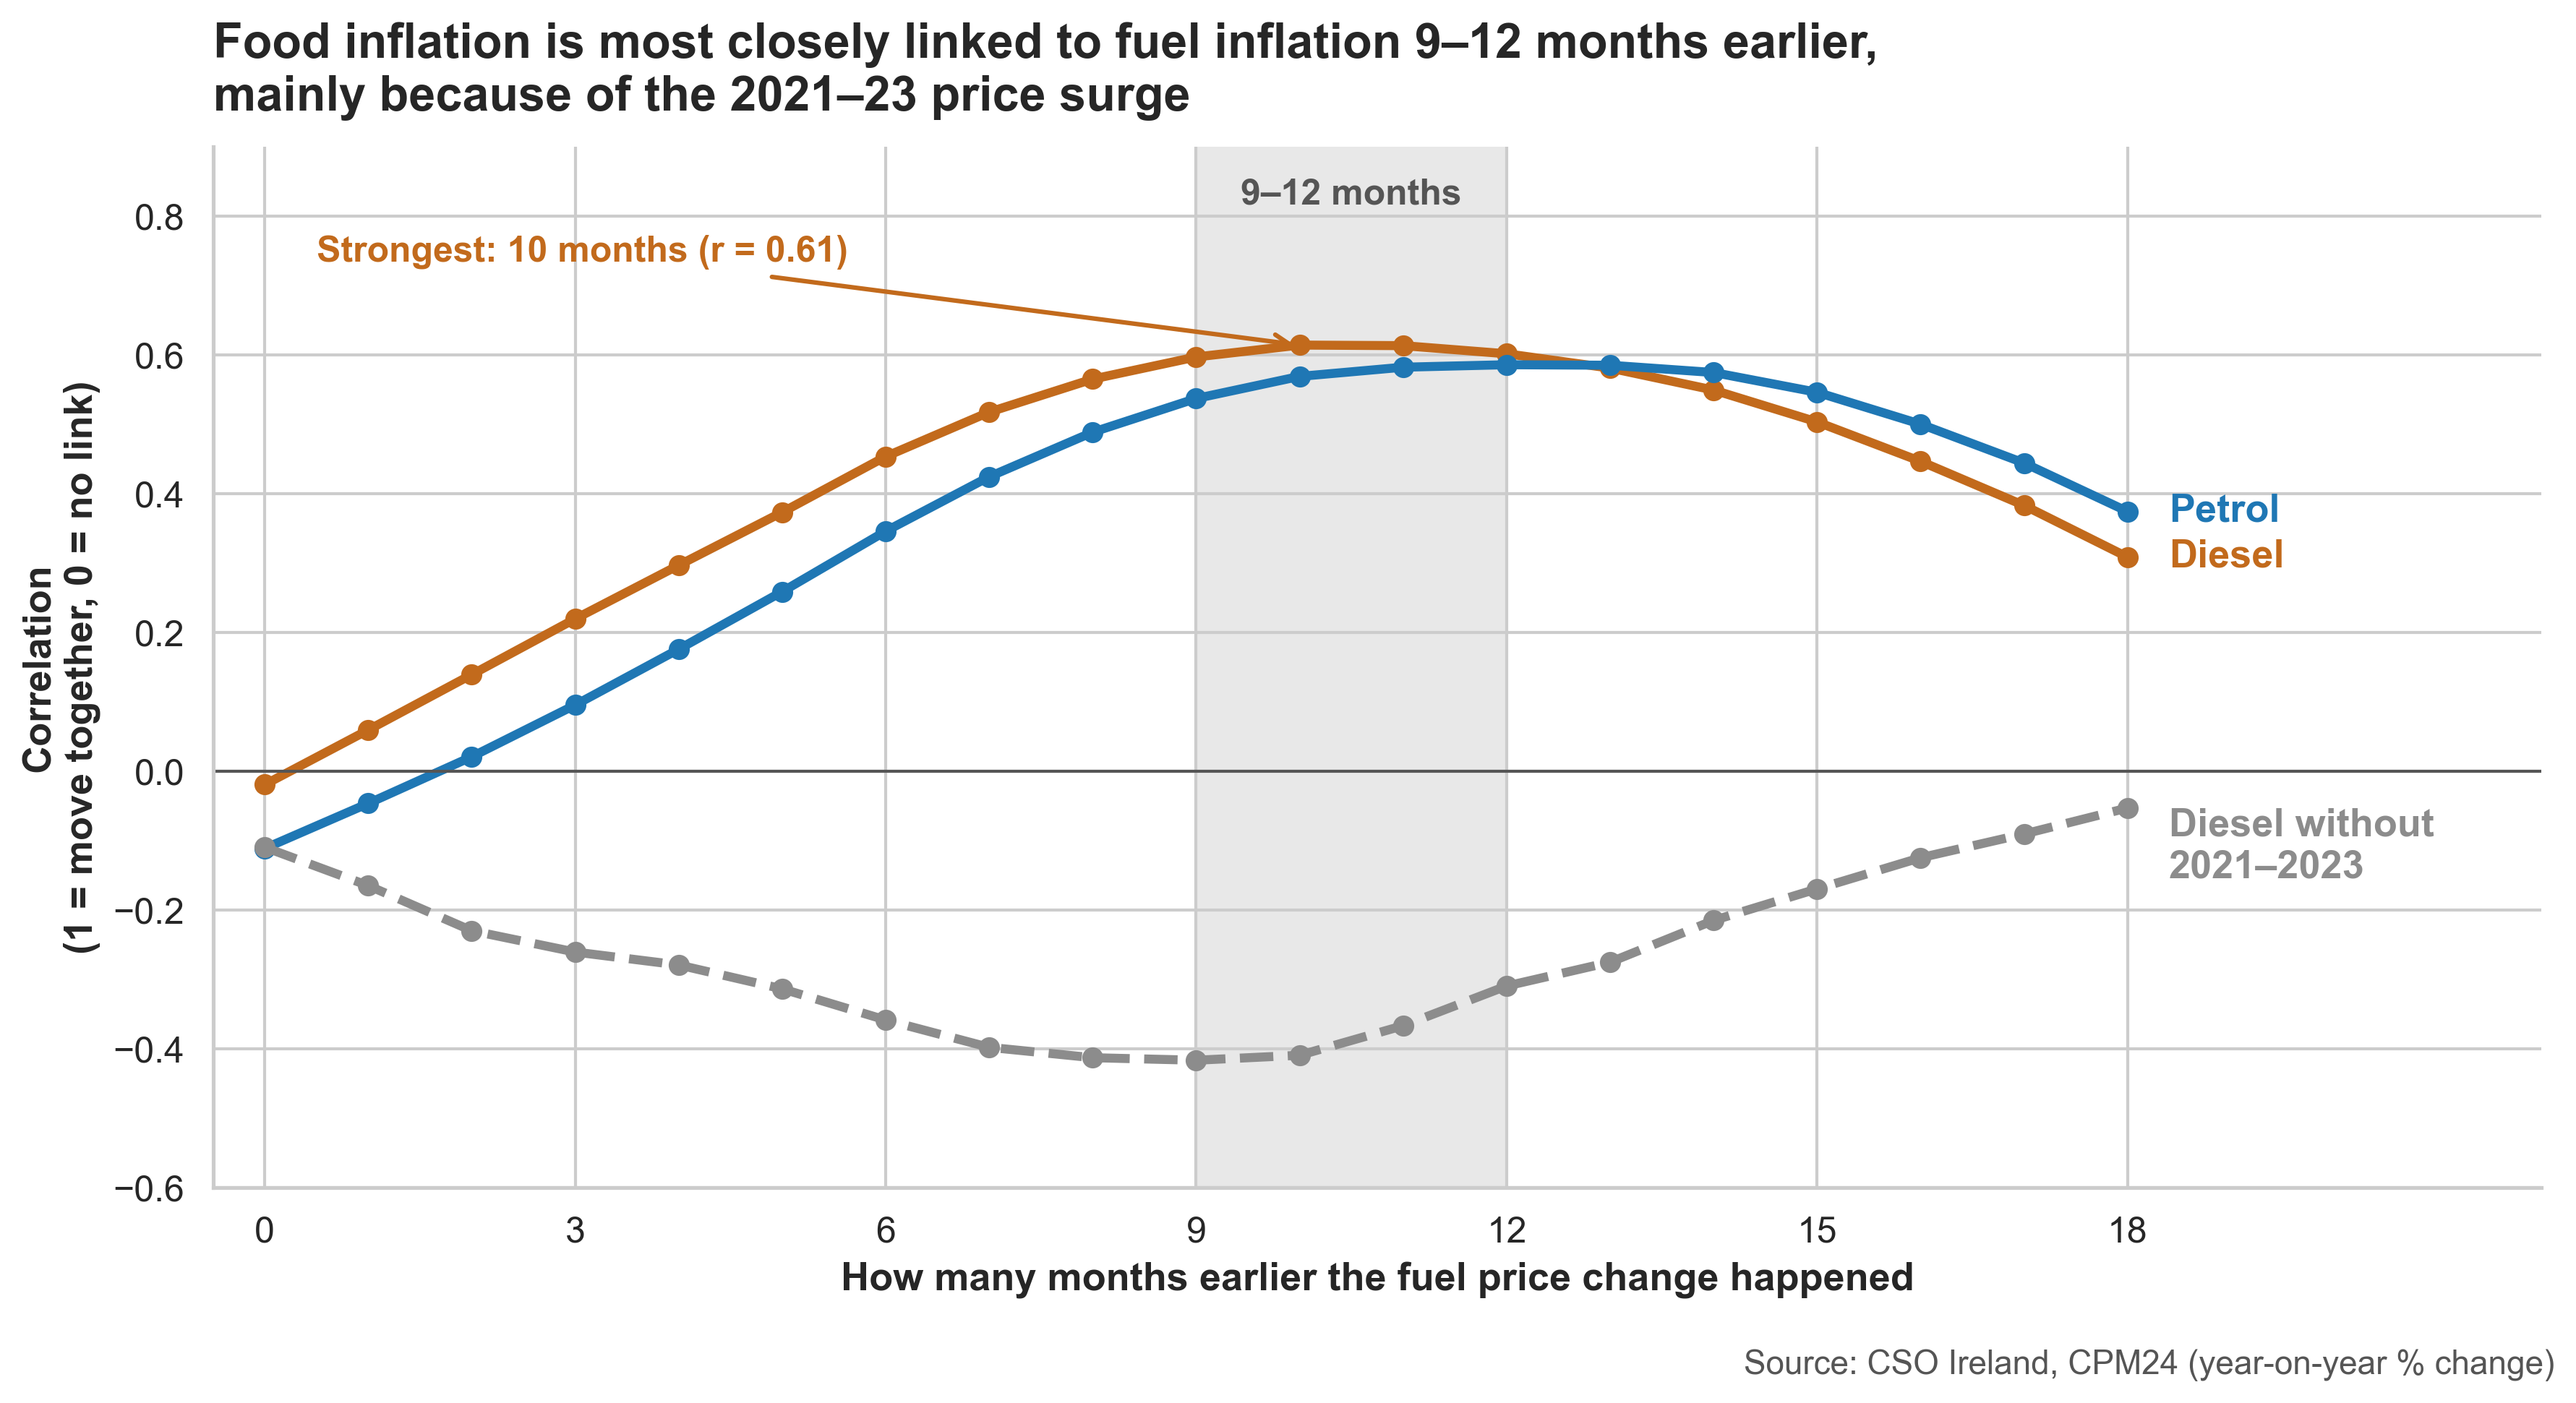 Food inflation is most closely linked to fuel inflation 9–12 months earlier,
mainly because of the 2021–23 price surge
9–12 months
Strongest: 10 months (r = 0.61)
Correlation
(1 = move together, 0 = no link)
0.8
0.6
0.4
0.2
0.0
−0.2
−0.4
−0.6
Petrol
Diesel
Diesel without
2021–2023
0 3 6 9 12 15 18
How many months earlier the fuel price change happened
Source: CSO Ireland, CPM24 (year-on-year % change)